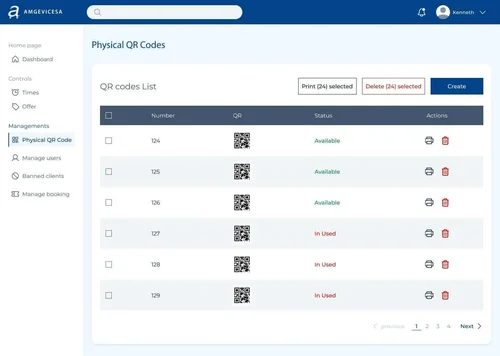 AMGEVICESA
Kenneth
Home page
Dashboard
Controls
Times
Offer
Managements
Physical QR Code
Manage users
Banned clients
Manage booking
Physical QR Codes
QR codes List
Print (24) selected
Delete (24) selected
Create
Number QR Status Actions
124 Available
125 Available
126 Available
127 In Used
128 In Used
129 In Used
previous 1 2 3 4 Next